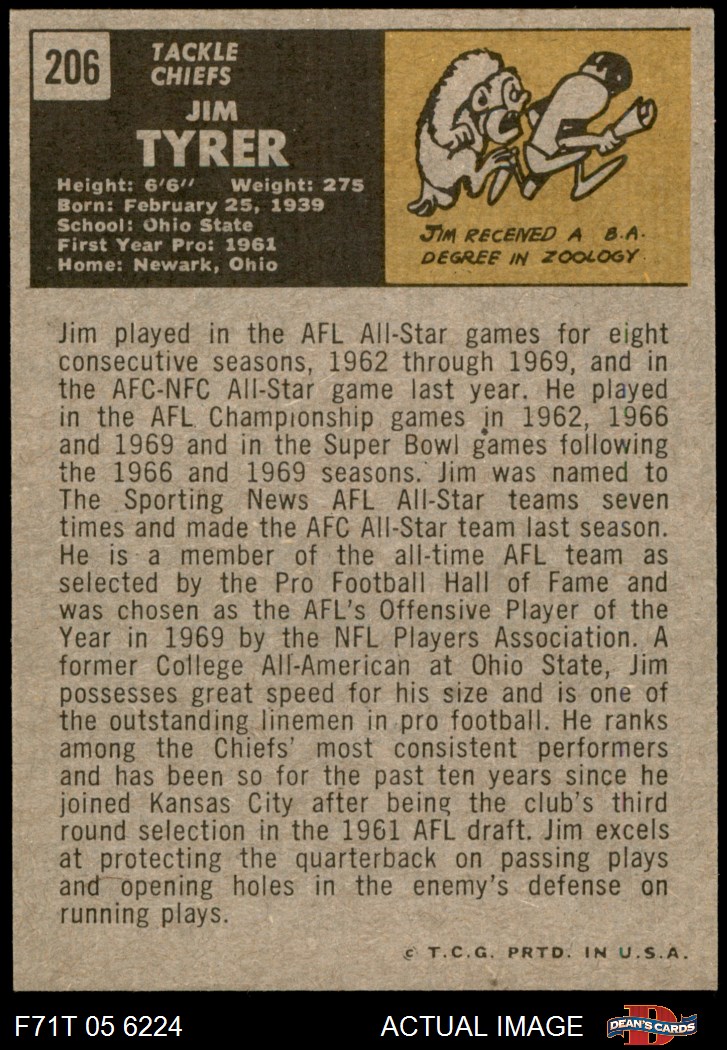 206
TACKLE
CHIEFS
JIM
TYRER
Height: 6'6" Weight: 275
Born: February 25, 1939
School: Ohio State
First Year Pro: 1961
Home: Newark, Ohio
JIM RECEIVED A B.A.
DEGREE IN ZOOLOGY
Jim played in the AFL All-Star games for eight
consecutive seasons, 1962 through 1969, and in
the AFC-NFC All-Star game last year. He played
in the AFL Championship games in 1962, 1966
and 1969 and in the Super Bowl games following
the 1966 and 1969 seasons. Jim was named to
The Sporting News AFL All-Star teams seven
times and made the AFC All-Star team last season.
He is a member of the all-time AFL team as
selected by the Pro Football Hall of Fame and
was chosen as the AFL's Offensive Player of the
Year in 1969 by the NFL Players Association. A
former College All-American at Ohio State, Jim
possesses great speed for his size and is one of
the outstanding linemen in pro football. He ranks
among the Chiefs' most consistent performers
and has been so for the past ten years since he
joined Kansas City after being the club's third
round selection in the 1961 AFL draft. Jim excels
at protecting the quarterback on passing plays
and opening holes in the enemy's defense on
running plays.
© T.C.G. PRTD. IN U.S.A.
F71T 05 6224
ACTUAL IMAGE
D
DEAN'S CARDS